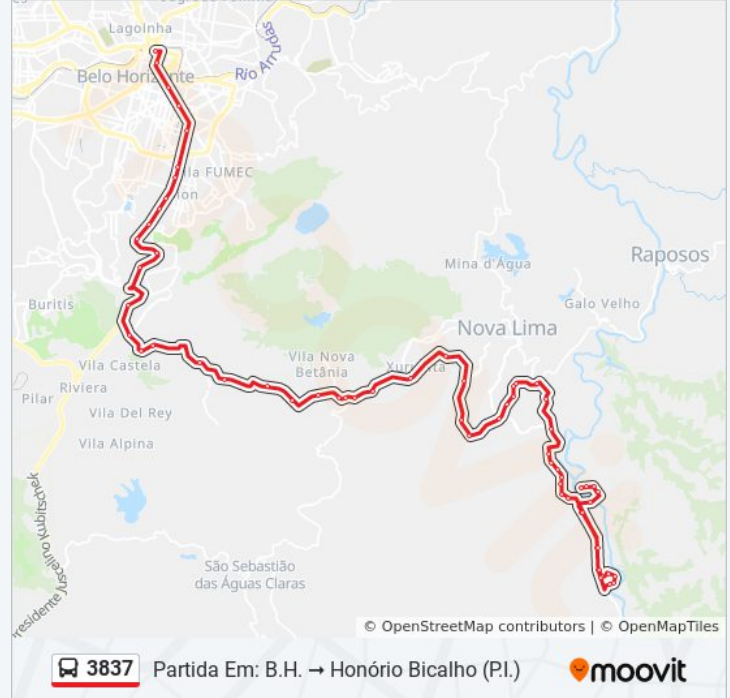 Lagoinha
Belo Horizonte
Rio Arrudas
Vila FUMEC
ion
Mina d'Água
Raposos
Buritis
Galo Velho
Nova Lima
Vila Nova
Betânia
Vila Castela
Riviera
Pilar
Vila Del Rey
Vila Alpina
residente Juscelino Kubitschek
São Sebastião
das Águas Claras
© OpenStreetMap contributors | © OpenMapTiles
3837 Partida Em: B.H. → Honório Bicalho (P.I.)
moovit